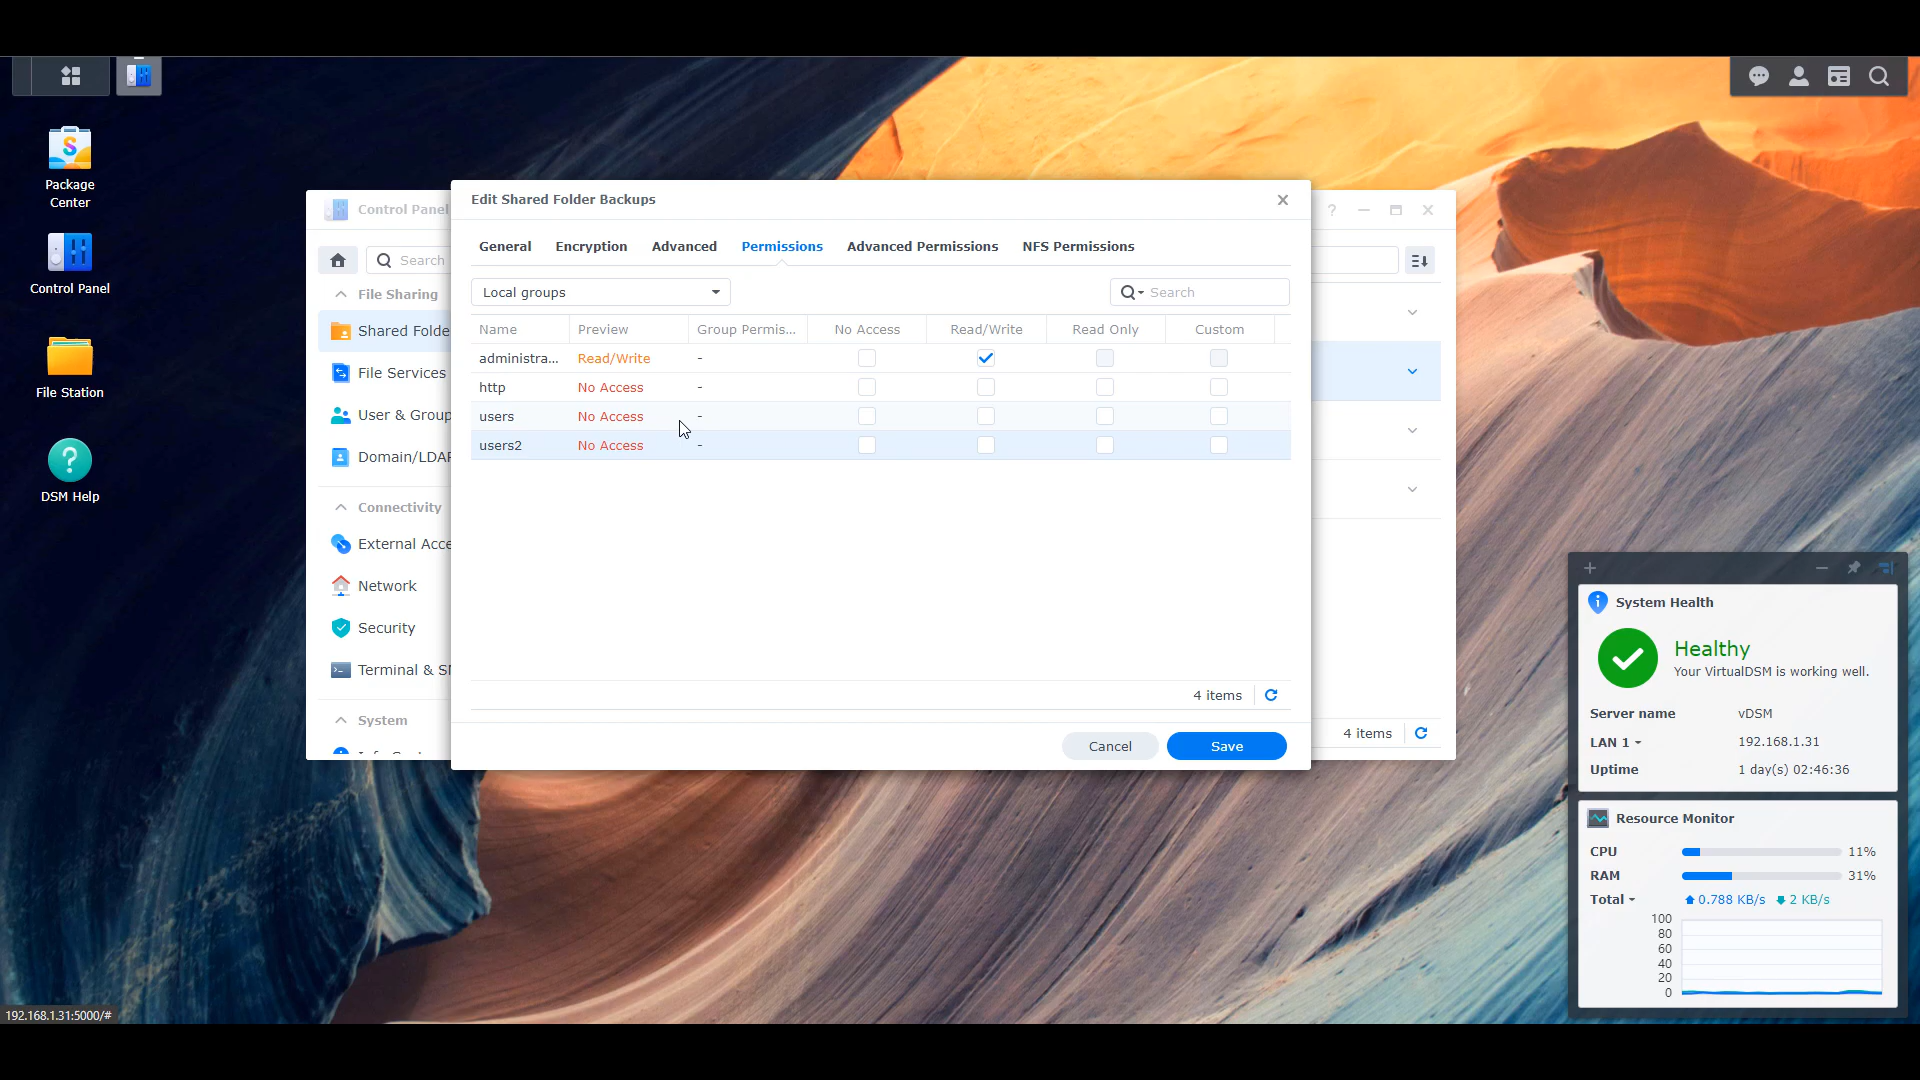 Package
Center
Control Panel
File Station
DSM Help
Control Panel
Search
File Sharing
Shared Folde
File Services
User & Group
Domain/LDA
Connectivity
External Acce
Network
Security
Terminal & S
System
Edit Shared Folder Backups
General
Encryption
Advanced
Permissions
Advanced Permissions
NFS Permissions
Local groups
Search
Name Preview Group Permis... No Access Read/Write Read Only Custom
administra... Read/Write -
http No Access -
users No Access -
users2 No Access -
4 items
Cancel
Save
?
4 items
System Health
Healthy
Your VirtualDSM is working well.
Server name vDSM
LAN 1 192.168.1.31
Uptime 1 day(s) 02:46:36
Resource Monitor
CPU 11%
RAM 31%
Total 0.788 KB/s 2 KB/s
100
80
60
40
20
0
192.168.1.31:5000/#